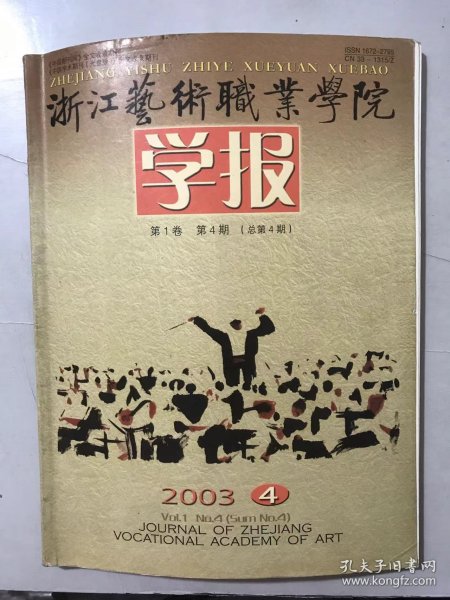 ISSN 1672-2795
CN 33-1315/Z
ZHEJIANG YISHU ZHIYE XUEYUAN XUEBAO
浙江藝術職業學院
学报
第1卷 第4期 (总第4期)
2003 4
Vol.1 No.4 (Sum No.4)
JOURNAL OF ZHEJIANG
VOCATIONAL ACADEMY OF ART
孔夫子旧书网
www.kongfz.com